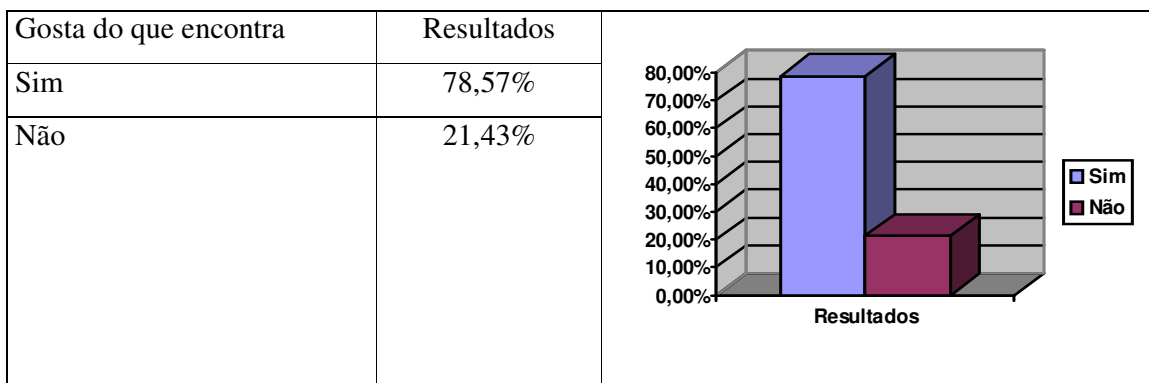 Gosta do que encontra Resultados
Sim 78,57%
Não 21,43%
80,00%
70,00%
60,00%
50,00%
40,00%
30,00%
20,00%
10,00%
0,00%
Resultados
Sim
Não